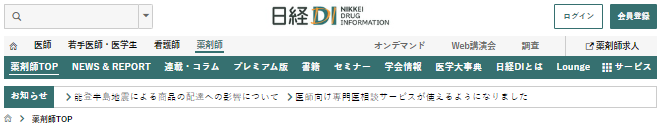 日経DI NIKKEI DRUG INFORMATION
ログイン 会員登録
医師 若手医師・医学生 看護師 薬剤師 オンデマンド Web講演会 調査 薬剤師求人
薬剤師TOP NEWS & REPORT 連載・コラム プレミアム版 書籍 セミナー 学会情報 医学大事典 日経DIとは Lounge サービス
お知らせ 能登半島地震による商品の配達への影響について 医師向け専門医相談サービスが使えるようになりました
薬剤師TOP